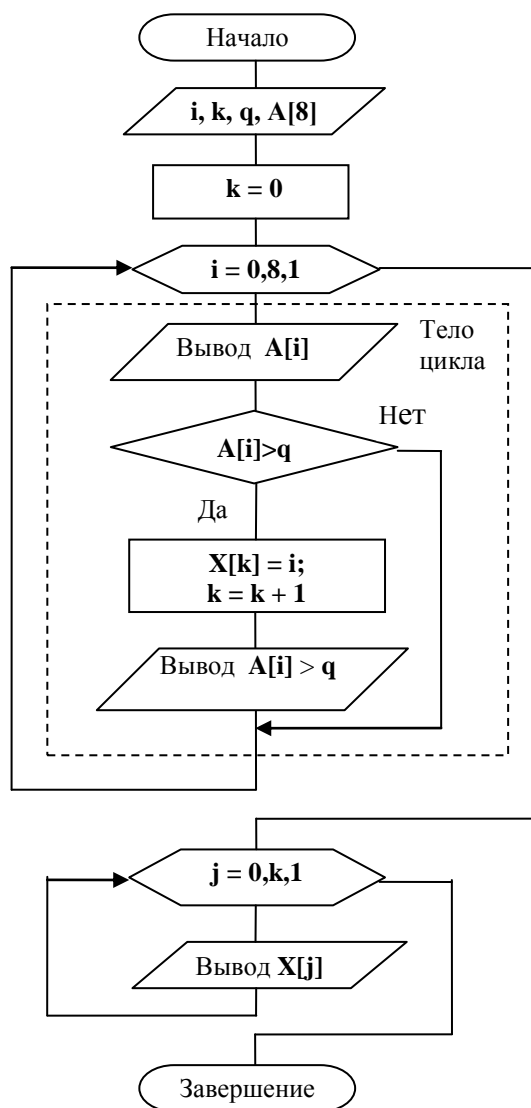 Начало
i, k, q, A[8]
k = 0
i = 0,8,1
Вывод A[i]
Тело
цикла
Нет
A[i]>q
Да
X[k] = i;
k = k + 1
Вывод A[i] > q
j = 0,k,1
Вывод X[j]
Завершение